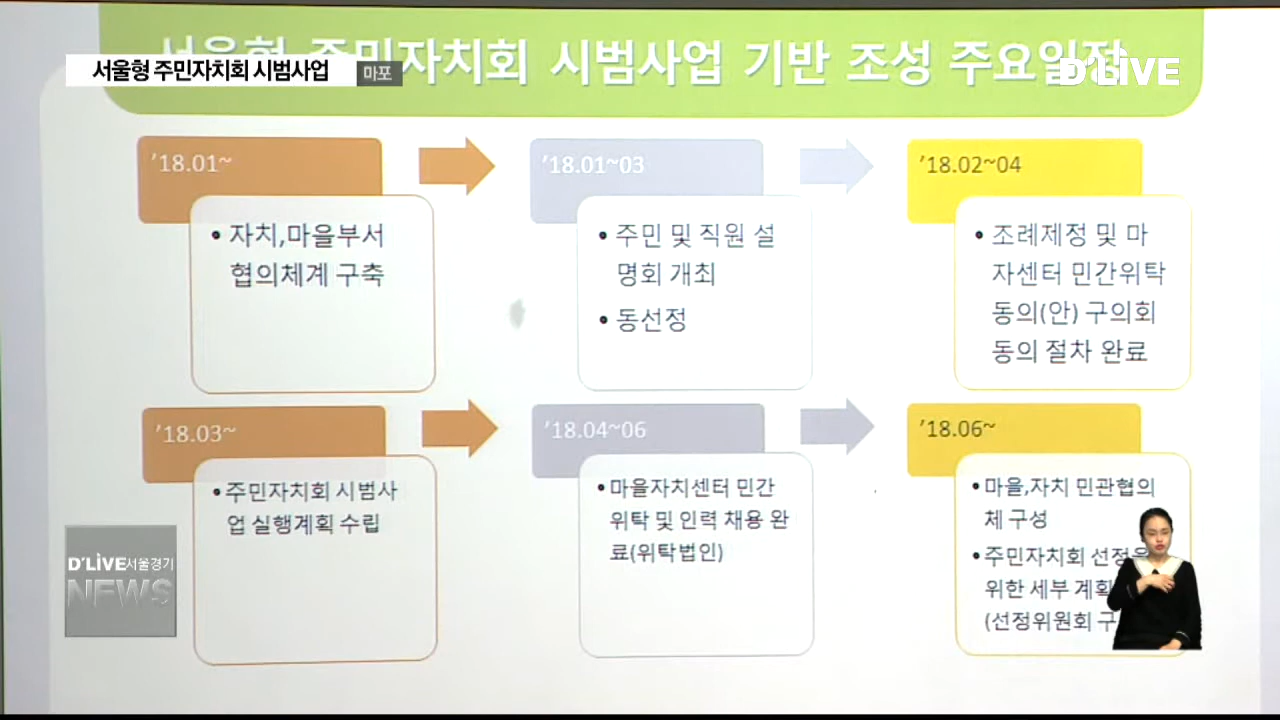 서울형 주민자치회 시범사업 기반 조성 주요일정
서울형 주민자치회 시범사업 마포
D'LIVE
'18.01~
• 자치,마을부서
협의체계 구축
'18.01~03
• 주민 및 직원 설
명회 개최
• 동선정
'18.02~04
• 조례제정 및 마
자센터 민간위탁
동의(안) 구의회
동의 절차 완료
'18.03~
• 주민자치회 시범사
업 실행계획 수립
'18.04~06
• 마을자치센터 민간
위탁 및 인력 채용 완
료(위탁법인)
'18.06~
• 마을,자치 민관협의
체 구성
• 주민자치회 선정을
위한 세부 계획
(선정위원회 구
D'LIVE서울경기
NEWS